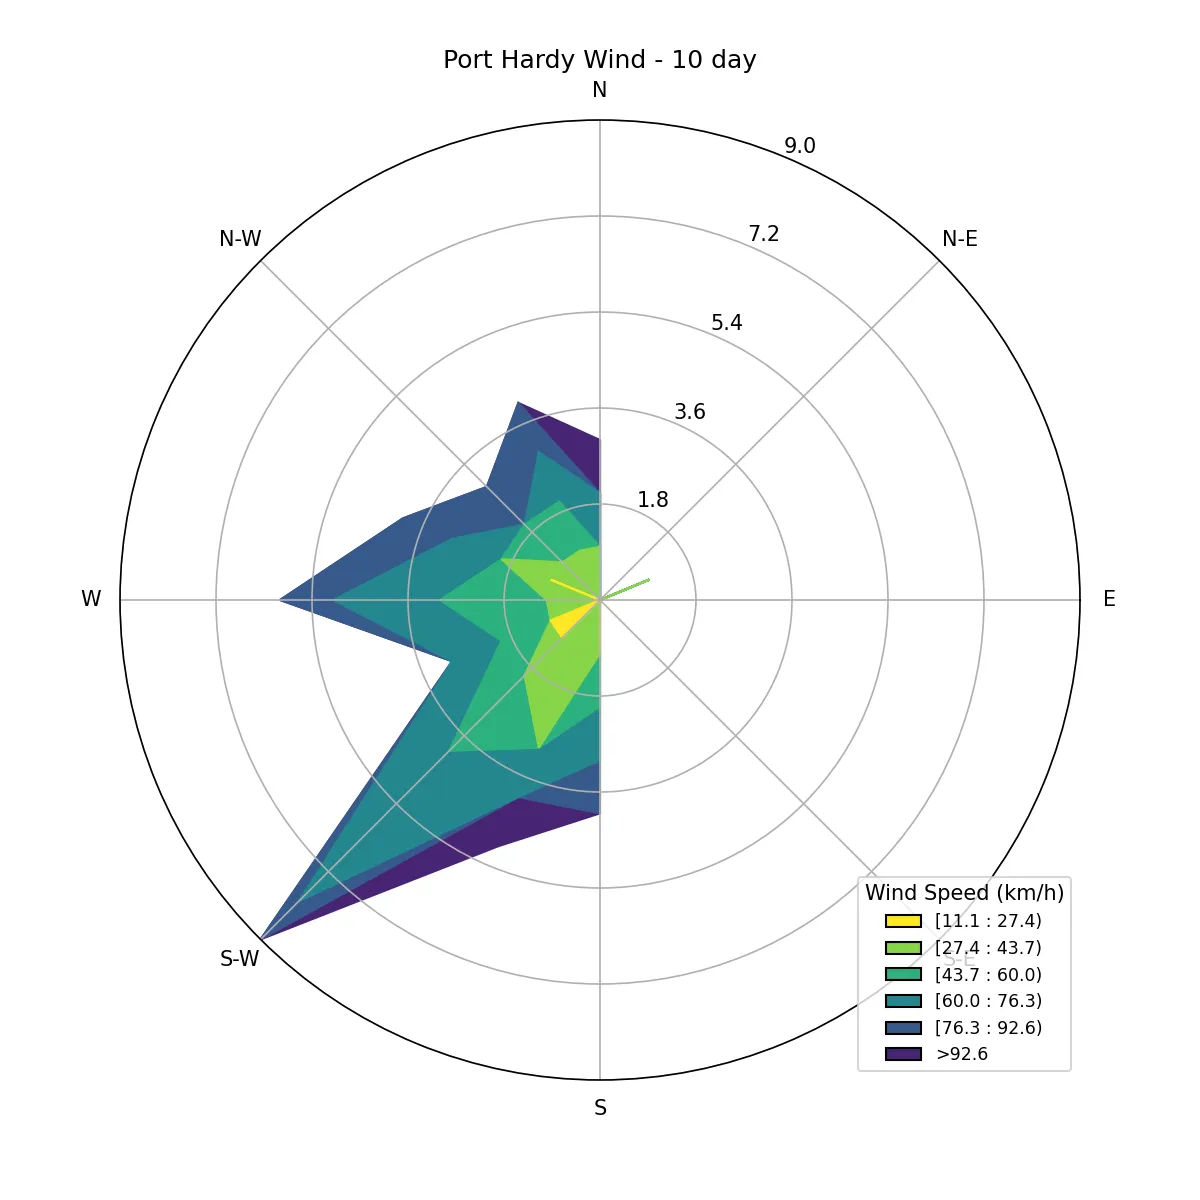 Port Hardy Wind - 10 day
N
9.0
N-W
N-E
7.2
5.4
3.6
1.8
W
E
S-W
S-E
S
Wind Speed (km/h)
[11.1 : 27.4)
[27.4 : 43.7)
[43.7 : 60.0)
[60.0 : 76.3)
[76.3 : 92.6)
>92.6